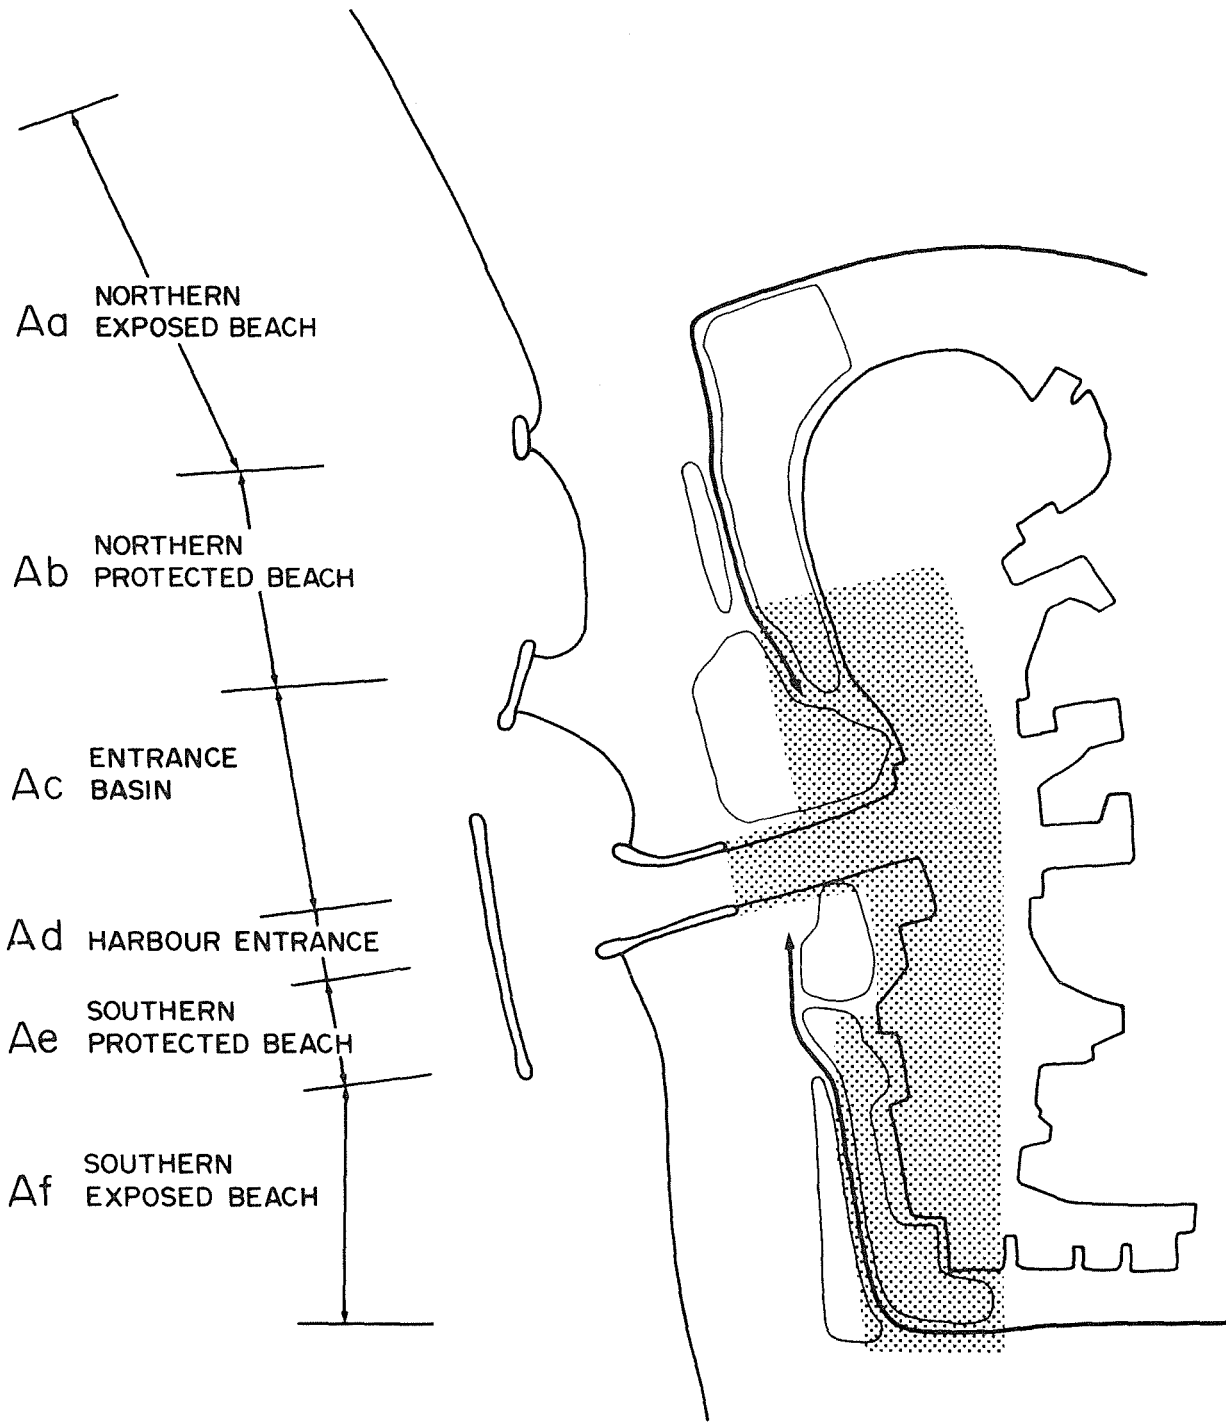 Aa NORTHERN
EXPOSED BEACH
Ab NORTHERN
PROTECTED BEACH
Ac ENTRANCE
BASIN
Ad HARBOUR ENTRANCE
Ae SOUTHERN
PROTECTED BEACH
Af SOUTHERN
EXPOSED BEACH